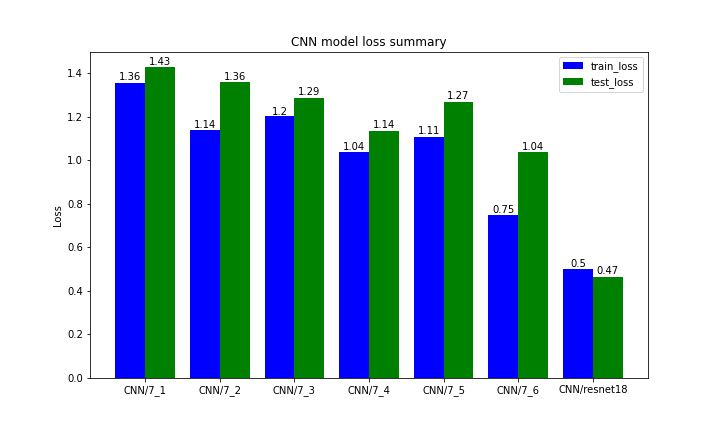 CNN model loss summary
train_loss
test_loss
Loss
1.4
1.2
1.0
0.8
0.6
0.4
0.2
0.0
1.36
1.43
1.14
1.36
1.2
1.29
1.04
1.14
1.11
1.27
0.75
1.04
0.5
0.47
CNN/7_1
CNN/7_2
CNN/7_3
CNN/7_4
CNN/7_5
CNN/7_6
CNN/resnet18